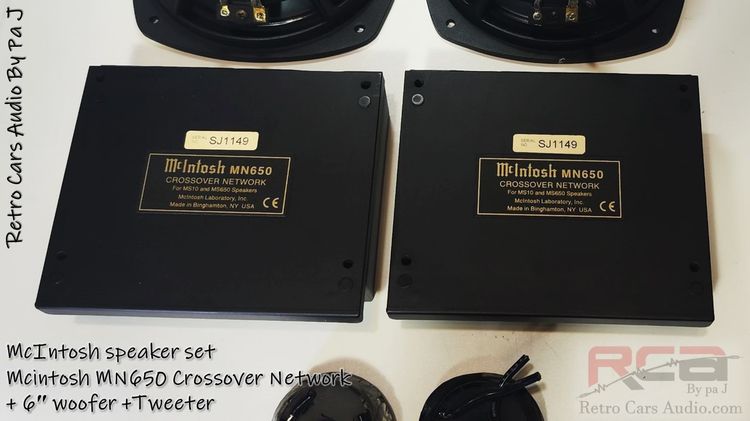 Retro Cars Audio By Pa J
SERIAL NO. SJ1149
McIntosh MN650
CROSSOVER NETWORK
For MS10 and MS650 Speakers
McIntosh Laboratory, Inc.
Made in Binghamton, NY USA CE
SERIAL NO. SJ1149
McIntosh MN650
CROSSOVER NETWORK
For MS10 and MS650 Speakers
McIntosh Laboratory, Inc.
Made in Binghamton, NY USA CE
McIntosh speaker set
Mcintosh MN650 Crossover Network
+ 6" woofer +Tweeter
RCA
By pa J
Retro Cars Audio.com